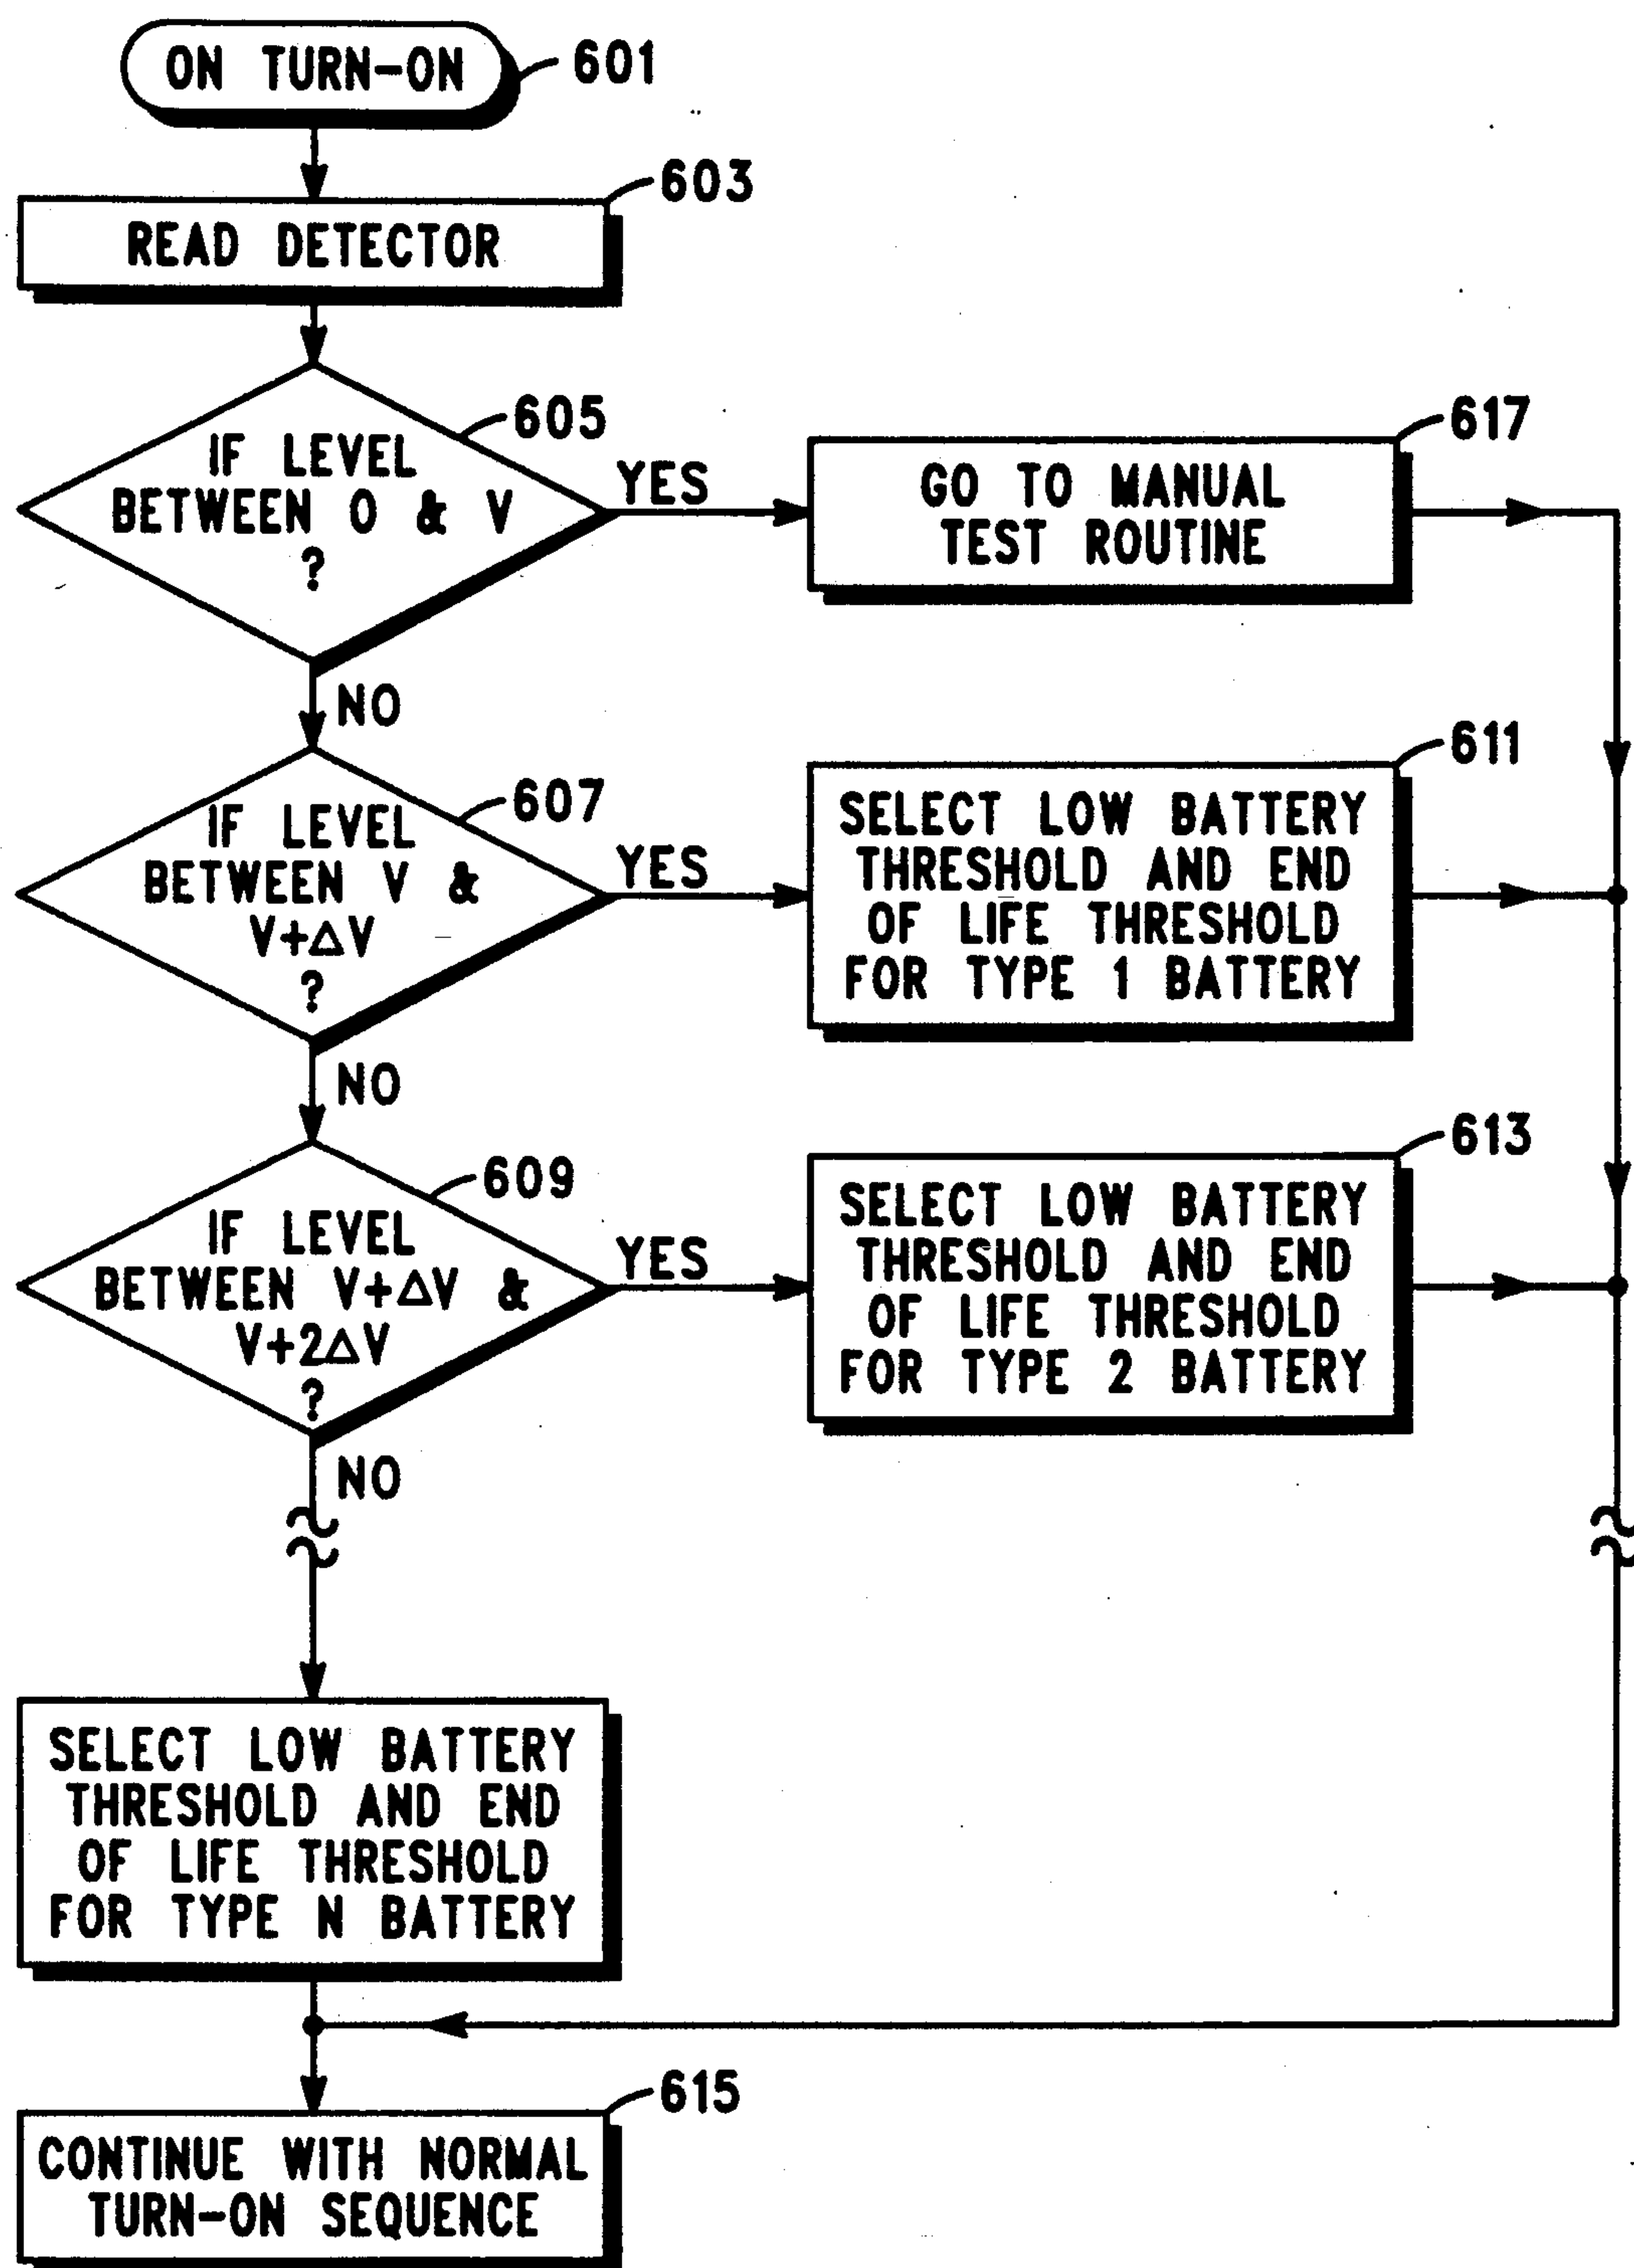 ON TURN-ON
601
READ DETECTOR
603
IF LEVEL
BETWEEN 0 & V
?
605
YES
GO TO MANUAL
TEST ROUTINE
617
NO
IF LEVEL
BETWEEN V &
V+△V
?
607
YES
SELECT LOW BATTERY
THRESHOLD AND END
OF LIFE THRESHOLD
FOR TYPE 1 BATTERY
611
NO
IF LEVEL
BETWEEN V+△V &
V+2△V
?
609
YES
SELECT LOW BATTERY
THRESHOLD AND END
OF LIFE THRESHOLD
FOR TYPE 2 BATTERY
613
NO
SELECT LOW BATTERY
THRESHOLD AND END
OF LIFE THRESHOLD
FOR TYPE N BATTERY
615
CONTINUE WITH NORMAL
TURN-ON SEQUENCE